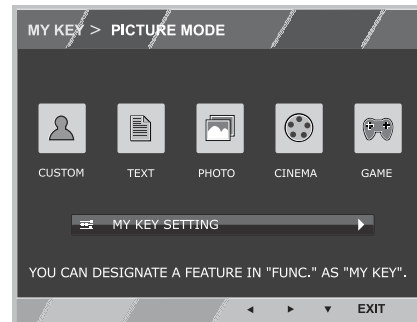 MY KEY > PICTURE MODE
CUSTOM TEXT PHOTO CINEMA GAME
MY KEY SETTING
YOU CAN DESIGNATE A FEATURE IN "FUNC." AS "MY KEY".
EXIT